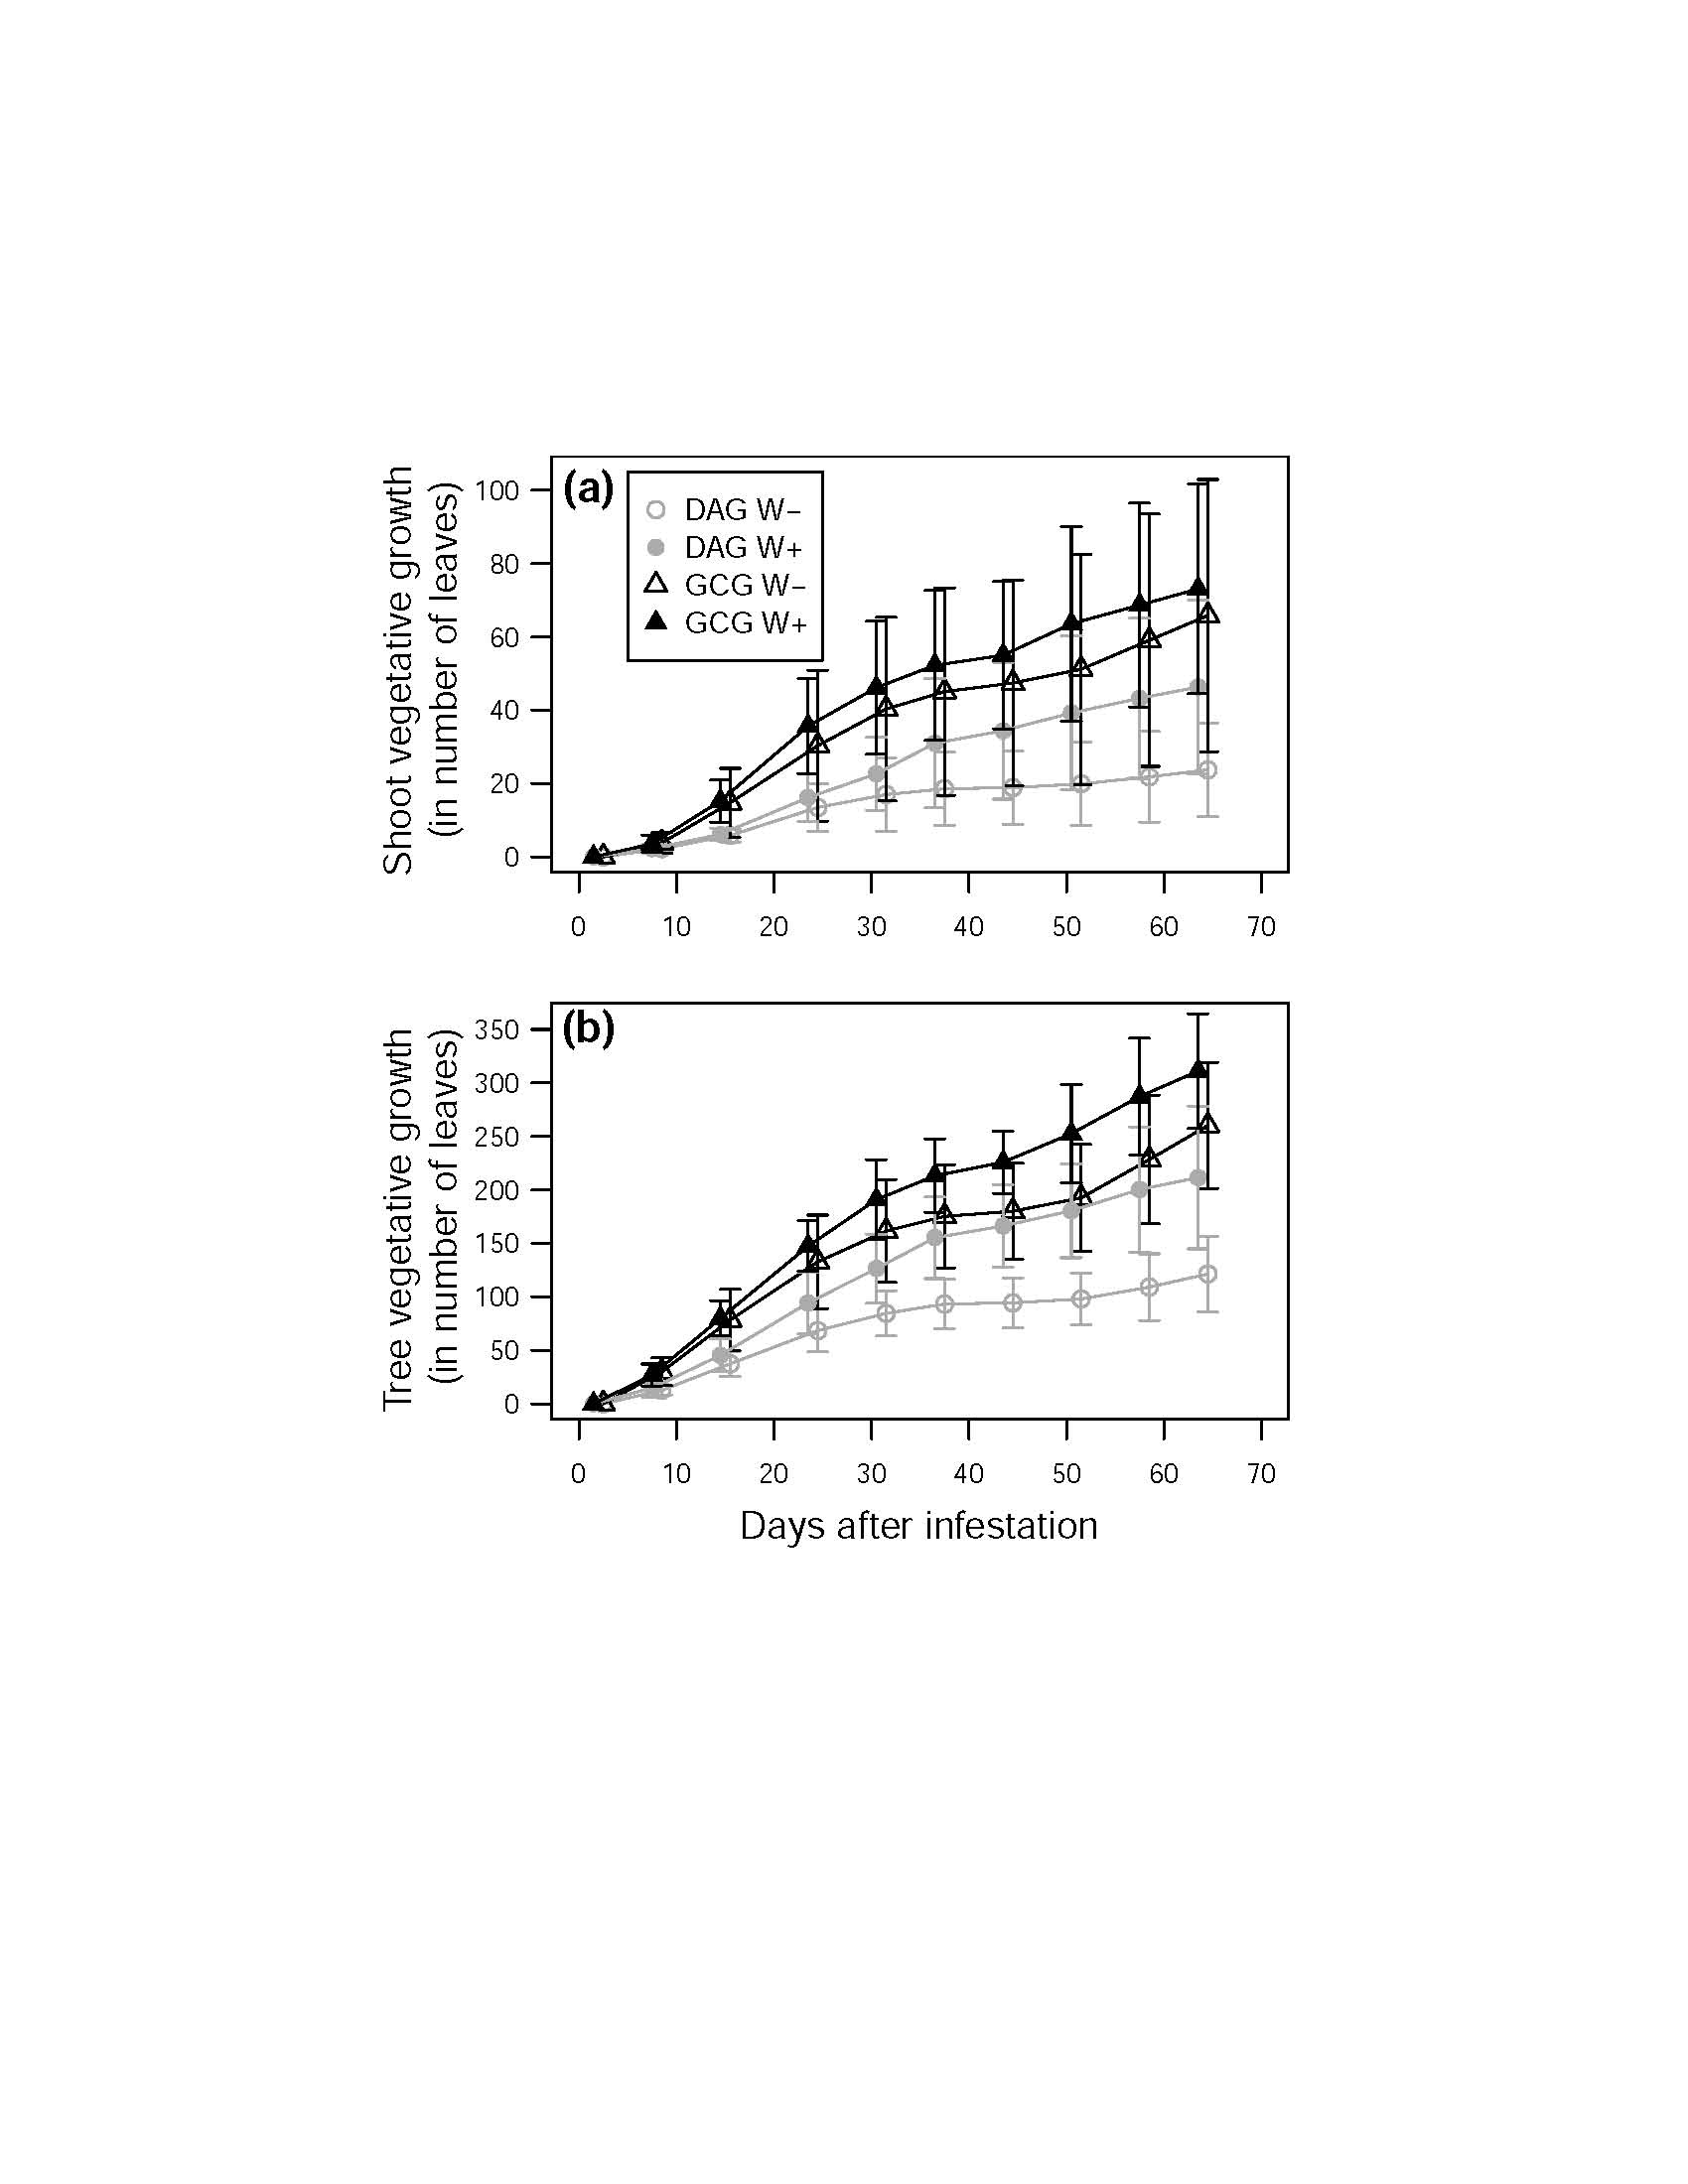 Shoot vegetative growth
(in number of leaves)
(a)
DAG W–
DAG W+
GCG W–
GCG W+
100
80
60
40
20
0
0 10 20 30 40 50 60 70
Tree vegetative growth
(in number of leaves)
(b)
350
300
250
200
150
100
50
0
0 10 20 30 40 50 60 70
Days after infestation